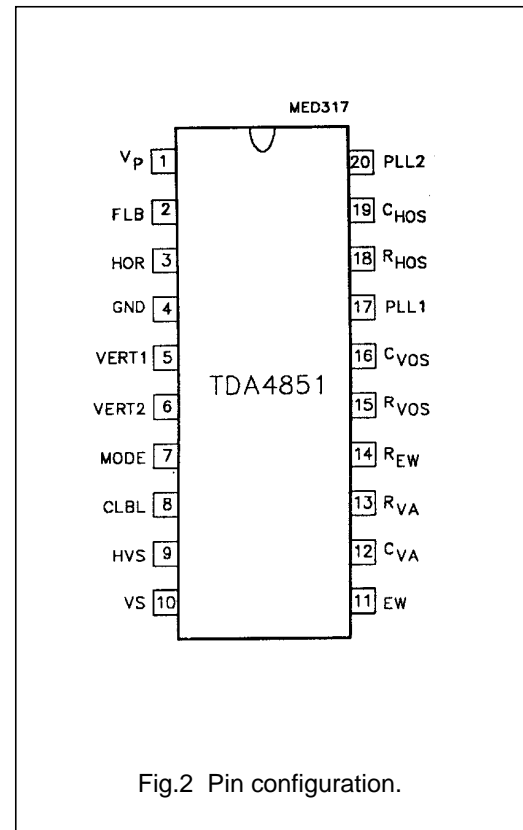 MED317
VP 1
FLB 2
HOR 3
GND 4
VERT1 5
VERT2 6
MODE 7
CLBL 8
HVS 9
VS 10
TDA4851
20 PLL2
19 CHOS
18 RHOS
17 PLL1
16 CVOS
15 RVOS
14 REW
13 RVA
12 CVA
11 EW
Fig.2 Pin configuration.